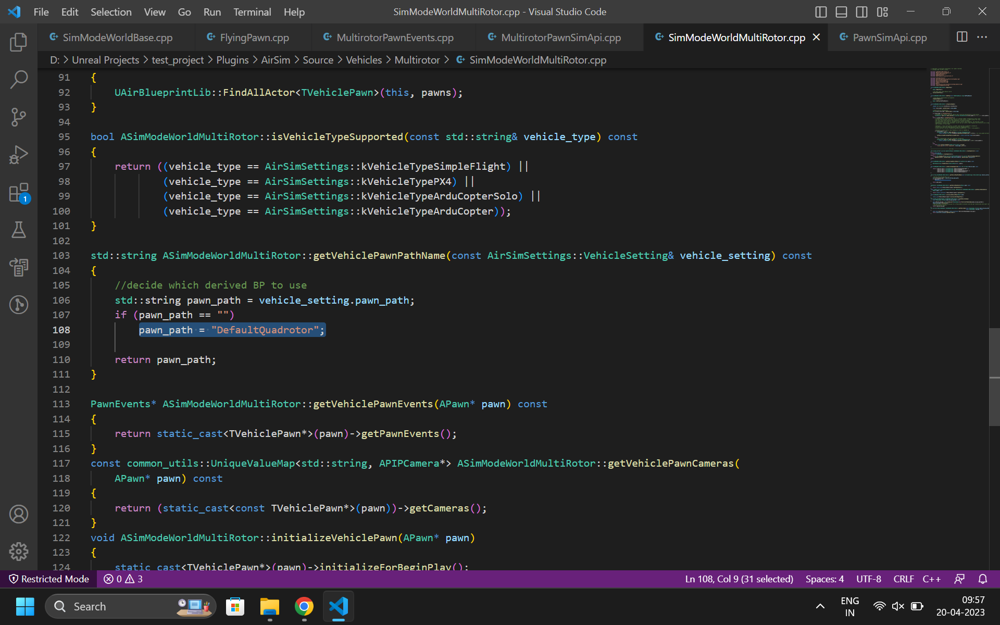 File Edit Selection View Go Run Terminal Help SimModeWorldMultiRotor.cpp - Visual Studio Code
SimModeWorldBase.cpp FlyingPawn.cpp MultirotorPawnEvents.cpp MultirotorPawnSimApi.cpp SimModeWorldMultiRotor.cpp PawnSimApi.cpp
D: > Unreal Projects > test_project > Plugins > AirSim > Source > Vehicles > Multirotor > SimModeWorldMultiRotor.cpp
91 {
92 UAirBlueprintLib::FindAllActor<TVehiclePawn>(this, pawns);
93 }
94
95 bool ASimModeWorldMultiRotor::isVehicleTypeSupported(const std::string& vehicle_type) const
96 {
97 return ((vehicle_type == AirSimSettings::kVehicleTypeSimpleFlight) ||
98 (vehicle_type == AirSimSettings::kVehicleTypePX4) ||
99 (vehicle_type == AirSimSettings::kVehicleTypeArduCopterSolo) ||
100 (vehicle_type == AirSimSettings::kVehicleTypeArduCopter));
101 }
102
103 std::string ASimModeWorldMultiRotor::getVehiclePawnPathName(const AirSimSettings::VehicleSetting& vehicle_setting) const
104 {
105 //decide which derived BP to use
106 std::string pawn_path = vehicle_setting.pawn_path;
107 if (pawn_path == "")
108 pawn_path = "DefaultQuadrotor";
109
110 return pawn_path;
111 }
112
113 PawnEvents* ASimModeWorldMultiRotor::getVehiclePawnEvents(APawn* pawn) const
114 {
115 return static_cast<TVehiclePawn*>(pawn)->getPawnEvents();
116 }
117 const common_utils::UniqueValueMap<std::string, APIPCamera*> ASimModeWorldMultiRotor::getVehiclePawnCameras(
118 APawn* pawn) const
119 {
120 return (static_cast<const TVehiclePawn*>(pawn))->getCameras();
121 }
122 void ASimModeWorldMultiRotor::initializeVehiclePawn(APawn* pawn)
123 {
124 static_cast<TVehiclePawn*>(pawn)->initializeForBeginPlay();
1
Restricted Mode 0 3 Ln 108, Col 9 (31 selected) Spaces: 4 UTF-8 CRLF C++
Search
ENG
IN
09:57
20-04-2023